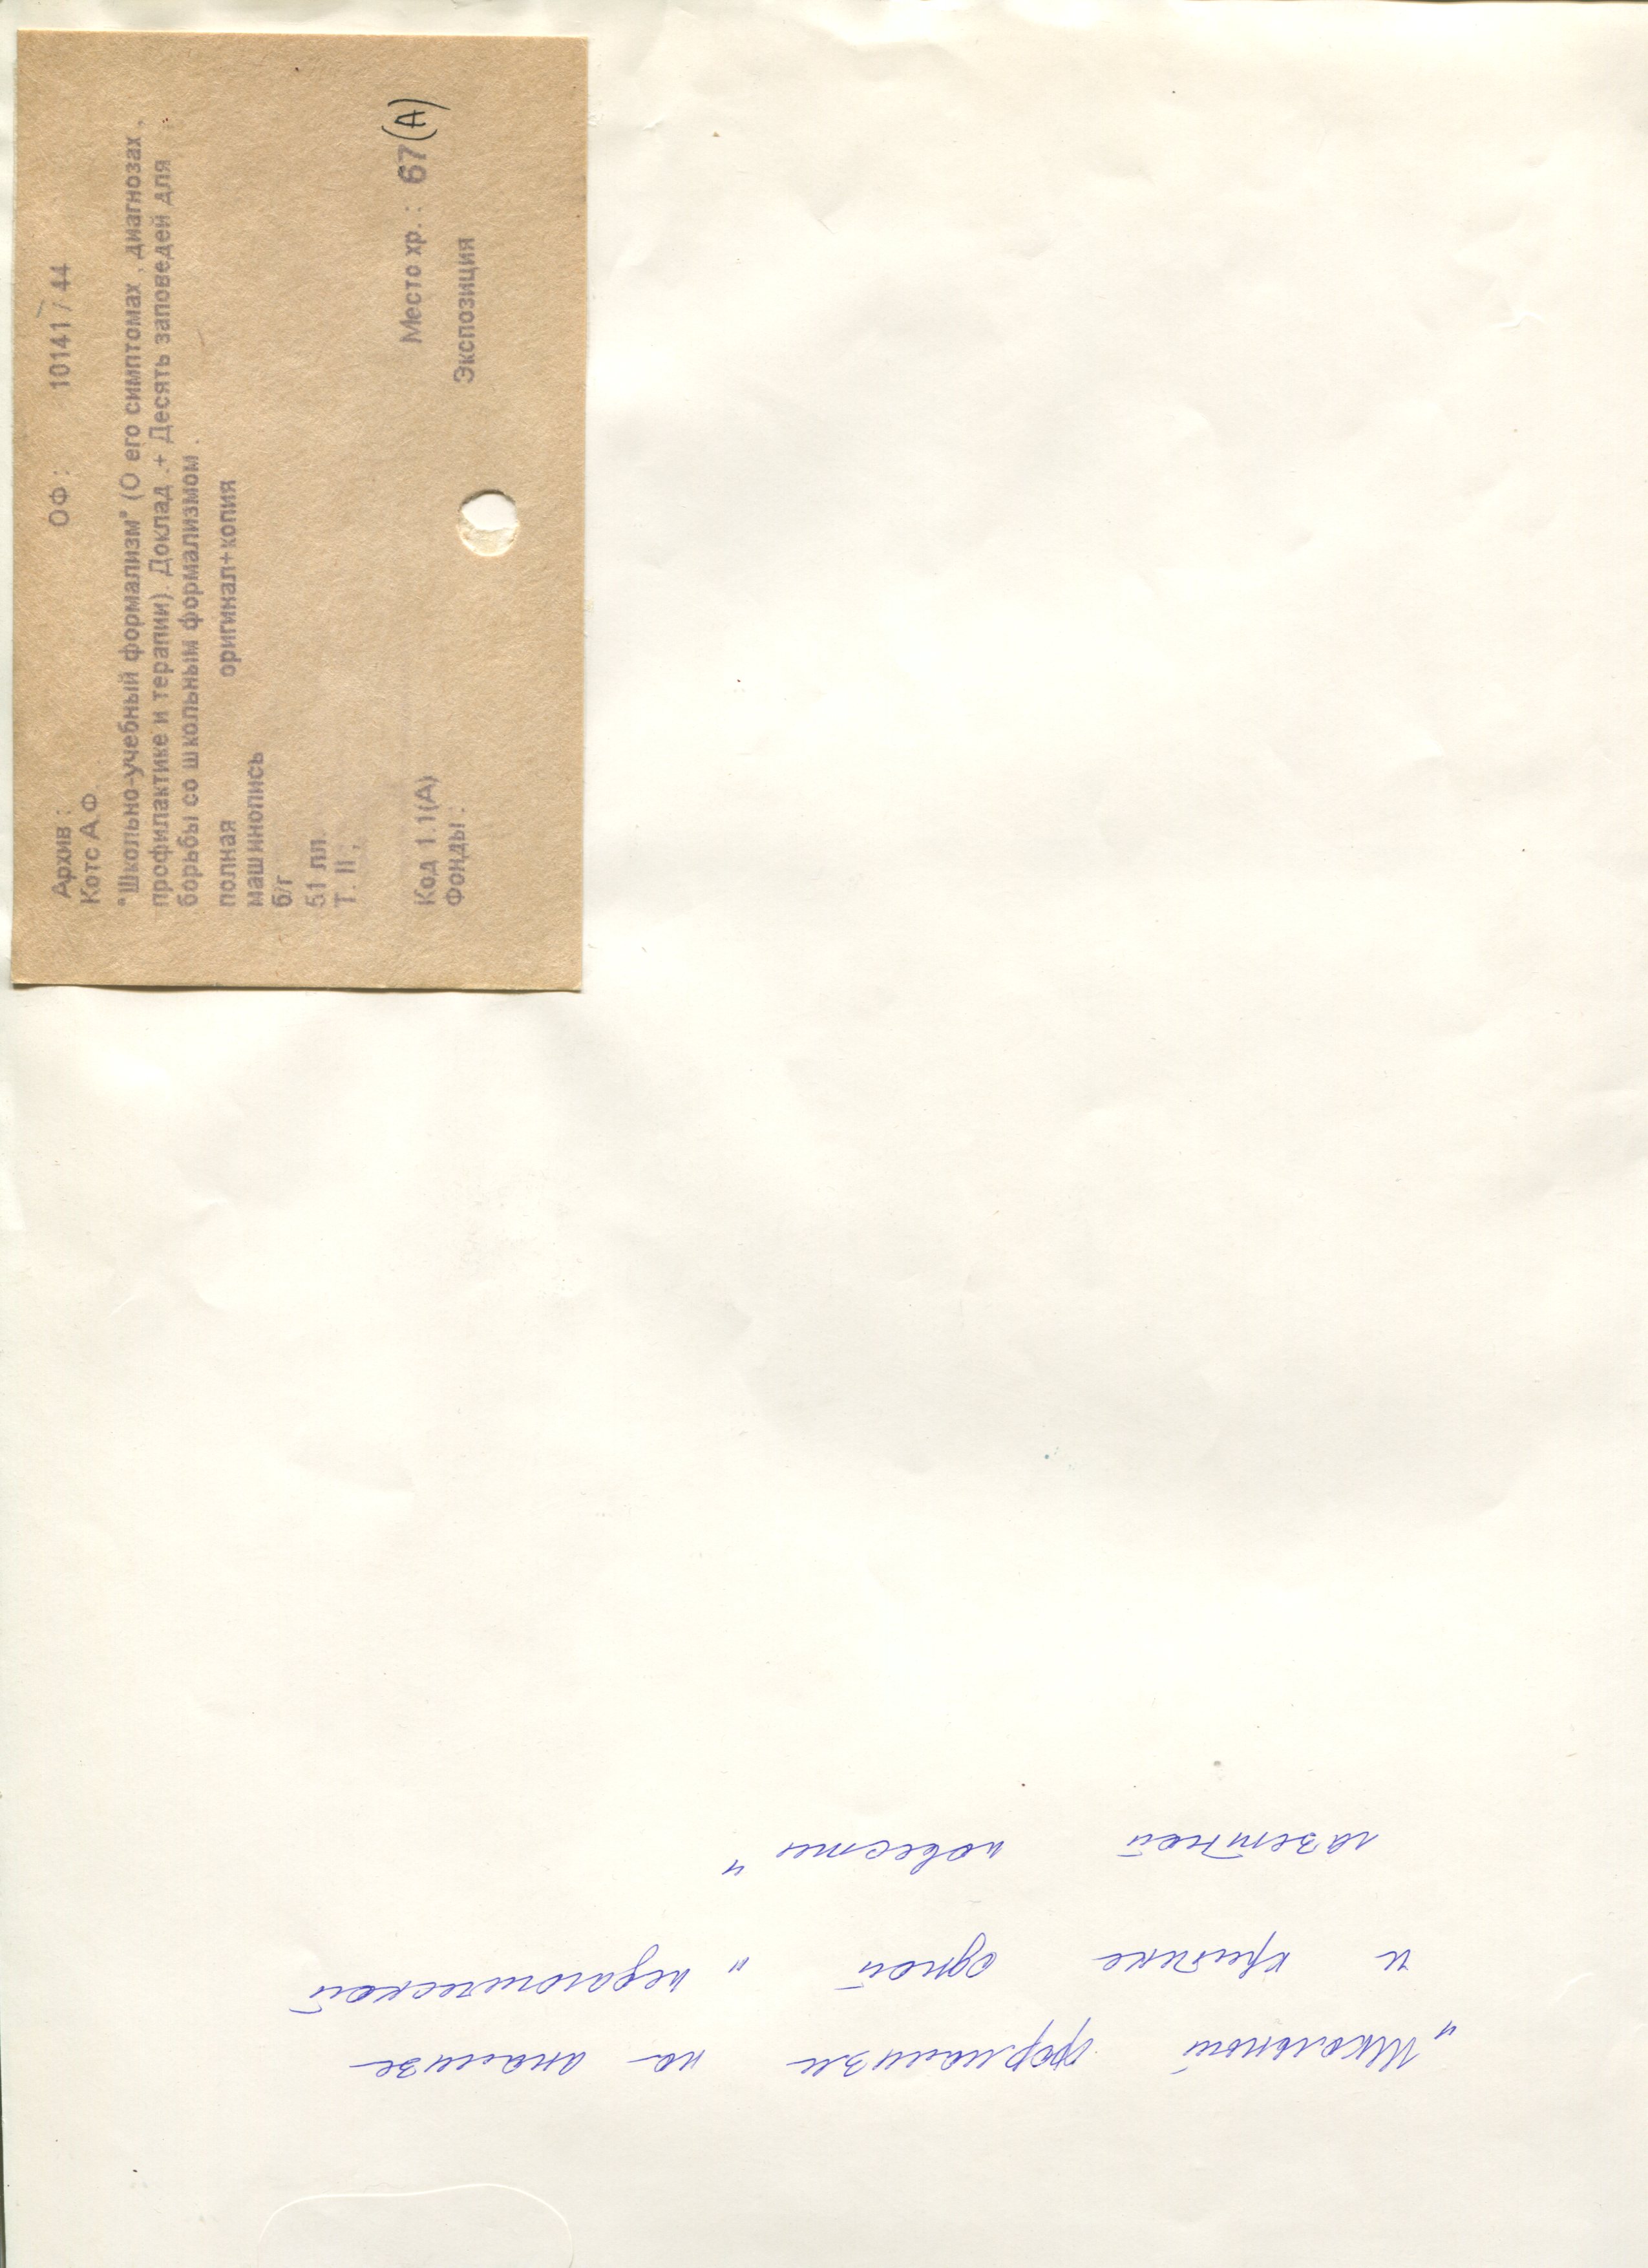 Архив :
ОФ : 10141 / 44
Котс А.Ф.
"Школьно-учебный формализм" (О его симптомах , диагнозах ,
профилактике и терапии). Доклад .+ Десять заповедей для
борьбы со школьным формализмом .
полная оригинал+копия
машинопись
б/г
51 лл.
Т. II ;
Код 1.1(А) Место хр. : 67(А)
Фонды : Экспозиция
„Школьной формализм на анализе
и критике одной „педагогической
газетной повести"